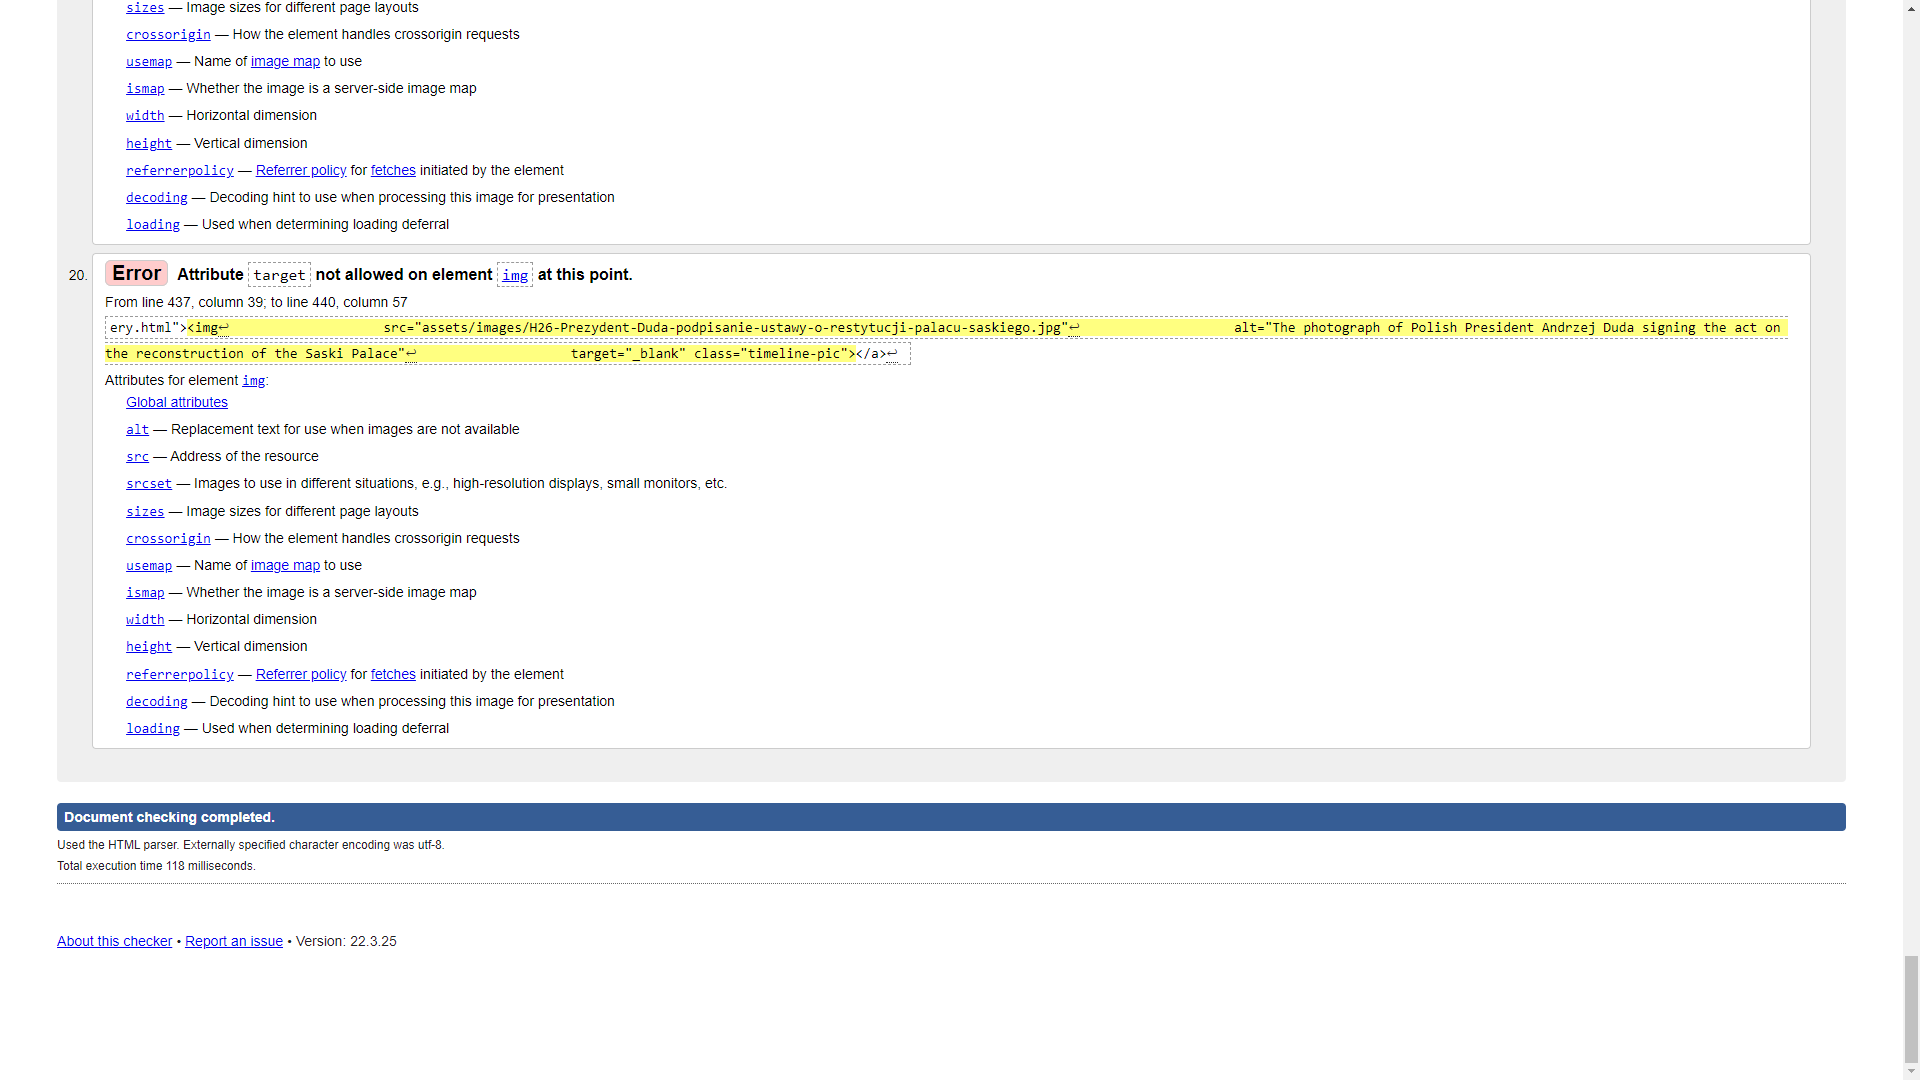 sizes — Image sizes for different page layouts
crossorigin — How the element handles crossorigin requests
usemap — Name of image map to use
ismap — Whether the image is a server-side image map
width — Horizontal dimension
height — Vertical dimension
referrerpolicy — Referrer policy for fetches initiated by the element
decoding — Decoding hint to use when processing this image for presentation
loading — Used when determining loading deferral
20. Error Attribute target not allowed on element img at this point.
From line 437, column 39; to line 440, column 57
ery.html"><img↩ src="assets/images/H26-Prezydent-Duda-podpisanie-ustawy-o-restytucji-palacu-saskiego.jpg"↩ alt="The photograph of Polish President Andrzej Duda signing the act on
the reconstruction of the Saski Palace"↩ target="_blank" class="timeline-pic"></a>↩
Attributes for element img:
Global attributes
alt — Replacement text for use when images are not available
src — Address of the resource
srcset — Images to use in different situations, e.g., high-resolution displays, small monitors, etc.
sizes — Image sizes for different page layouts
crossorigin — How the element handles crossorigin requests
usemap — Name of image map to use
ismap — Whether the image is a server-side image map
width — Horizontal dimension
height — Vertical dimension
referrerpolicy — Referrer policy for fetches initiated by the element
decoding — Decoding hint to use when processing this image for presentation
loading — Used when determining loading deferral
Document checking completed.
Used the HTML parser. Externally specified character encoding was utf-8.
Total execution time 118 milliseconds.
About this checker • Report an issue • Version: 22.3.25